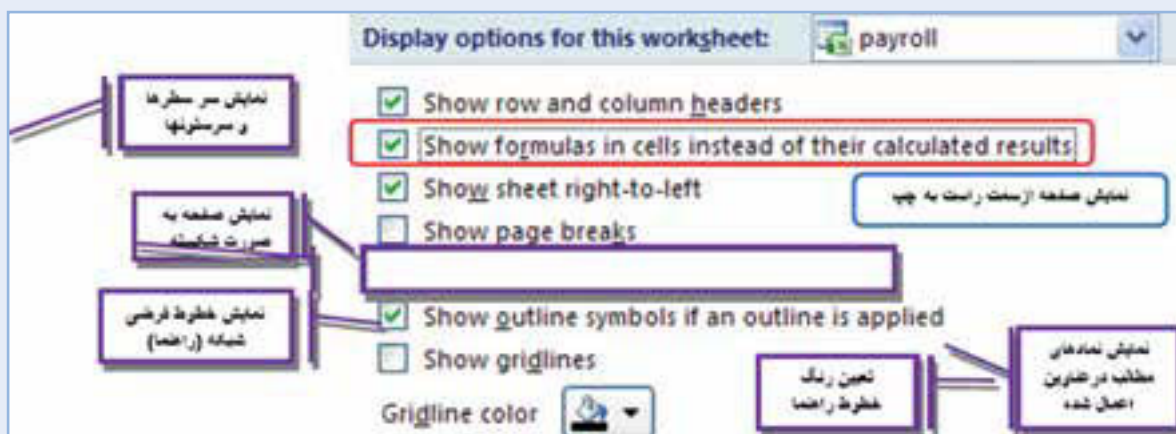 Display options for this worksheet: payroll
نمایش سر سطرها
و سرستونها
Show row and column headers
Show formulas in cells instead of their calculated results
Show sheet right-to-left
نمایش صفحه ازسمت راست به چپ
نمایش صفحه به
صورت شکسته
Show page breaks
نمایش خطوط فرضی
شبکه (راهنما)
Show outline symbols if an outline is applied
Show gridlines
نمایش نمادهای
مطالب در عناوین
اعمال شده
تعیین رنگ
خطوط راهنما
Gridline color